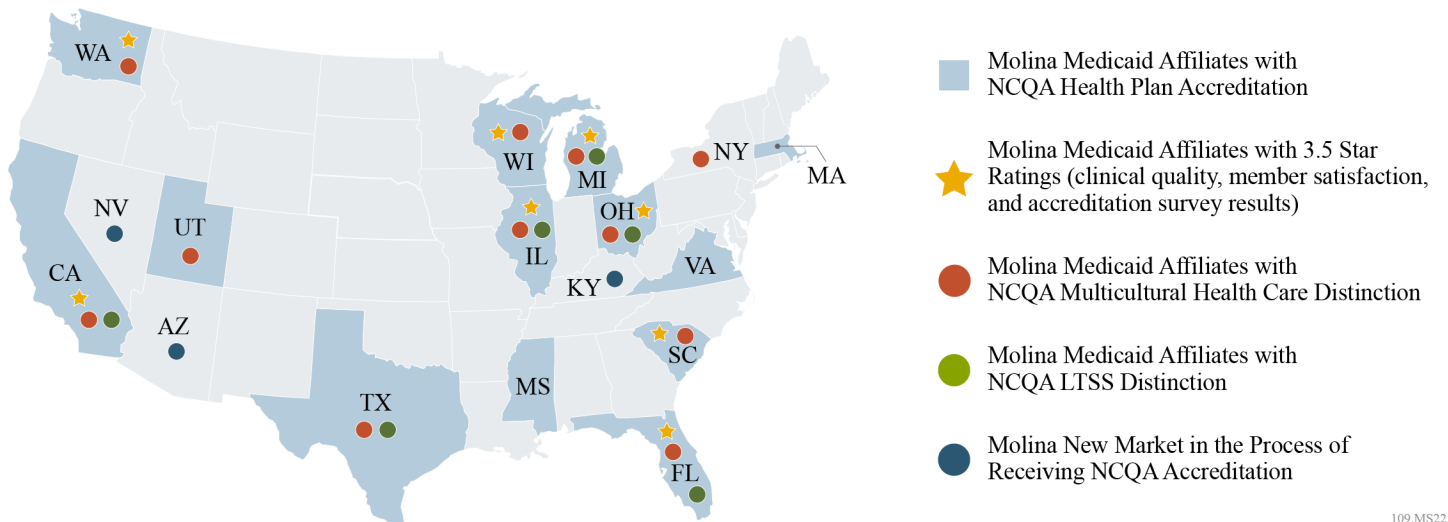 WA
WI
MI
NY
MA
NV
UT
IL
OH
CA
KY
VA
AZ
SC
MS
TX
FL
Molina Medicaid Affiliates with
NCQA Health Plan Accreditation
Molina Medicaid Affiliates with 3.5 Star
Ratings (clinical quality, member satisfaction,
and accreditation survey results)
Molina Medicaid Affiliates with
NCQA Multicultural Health Care Distinction
Molina Medicaid Affiliates with
NCQA LTSS Distinction
Molina New Market in the Process of
Receiving NCQA Accreditation
109.MS22